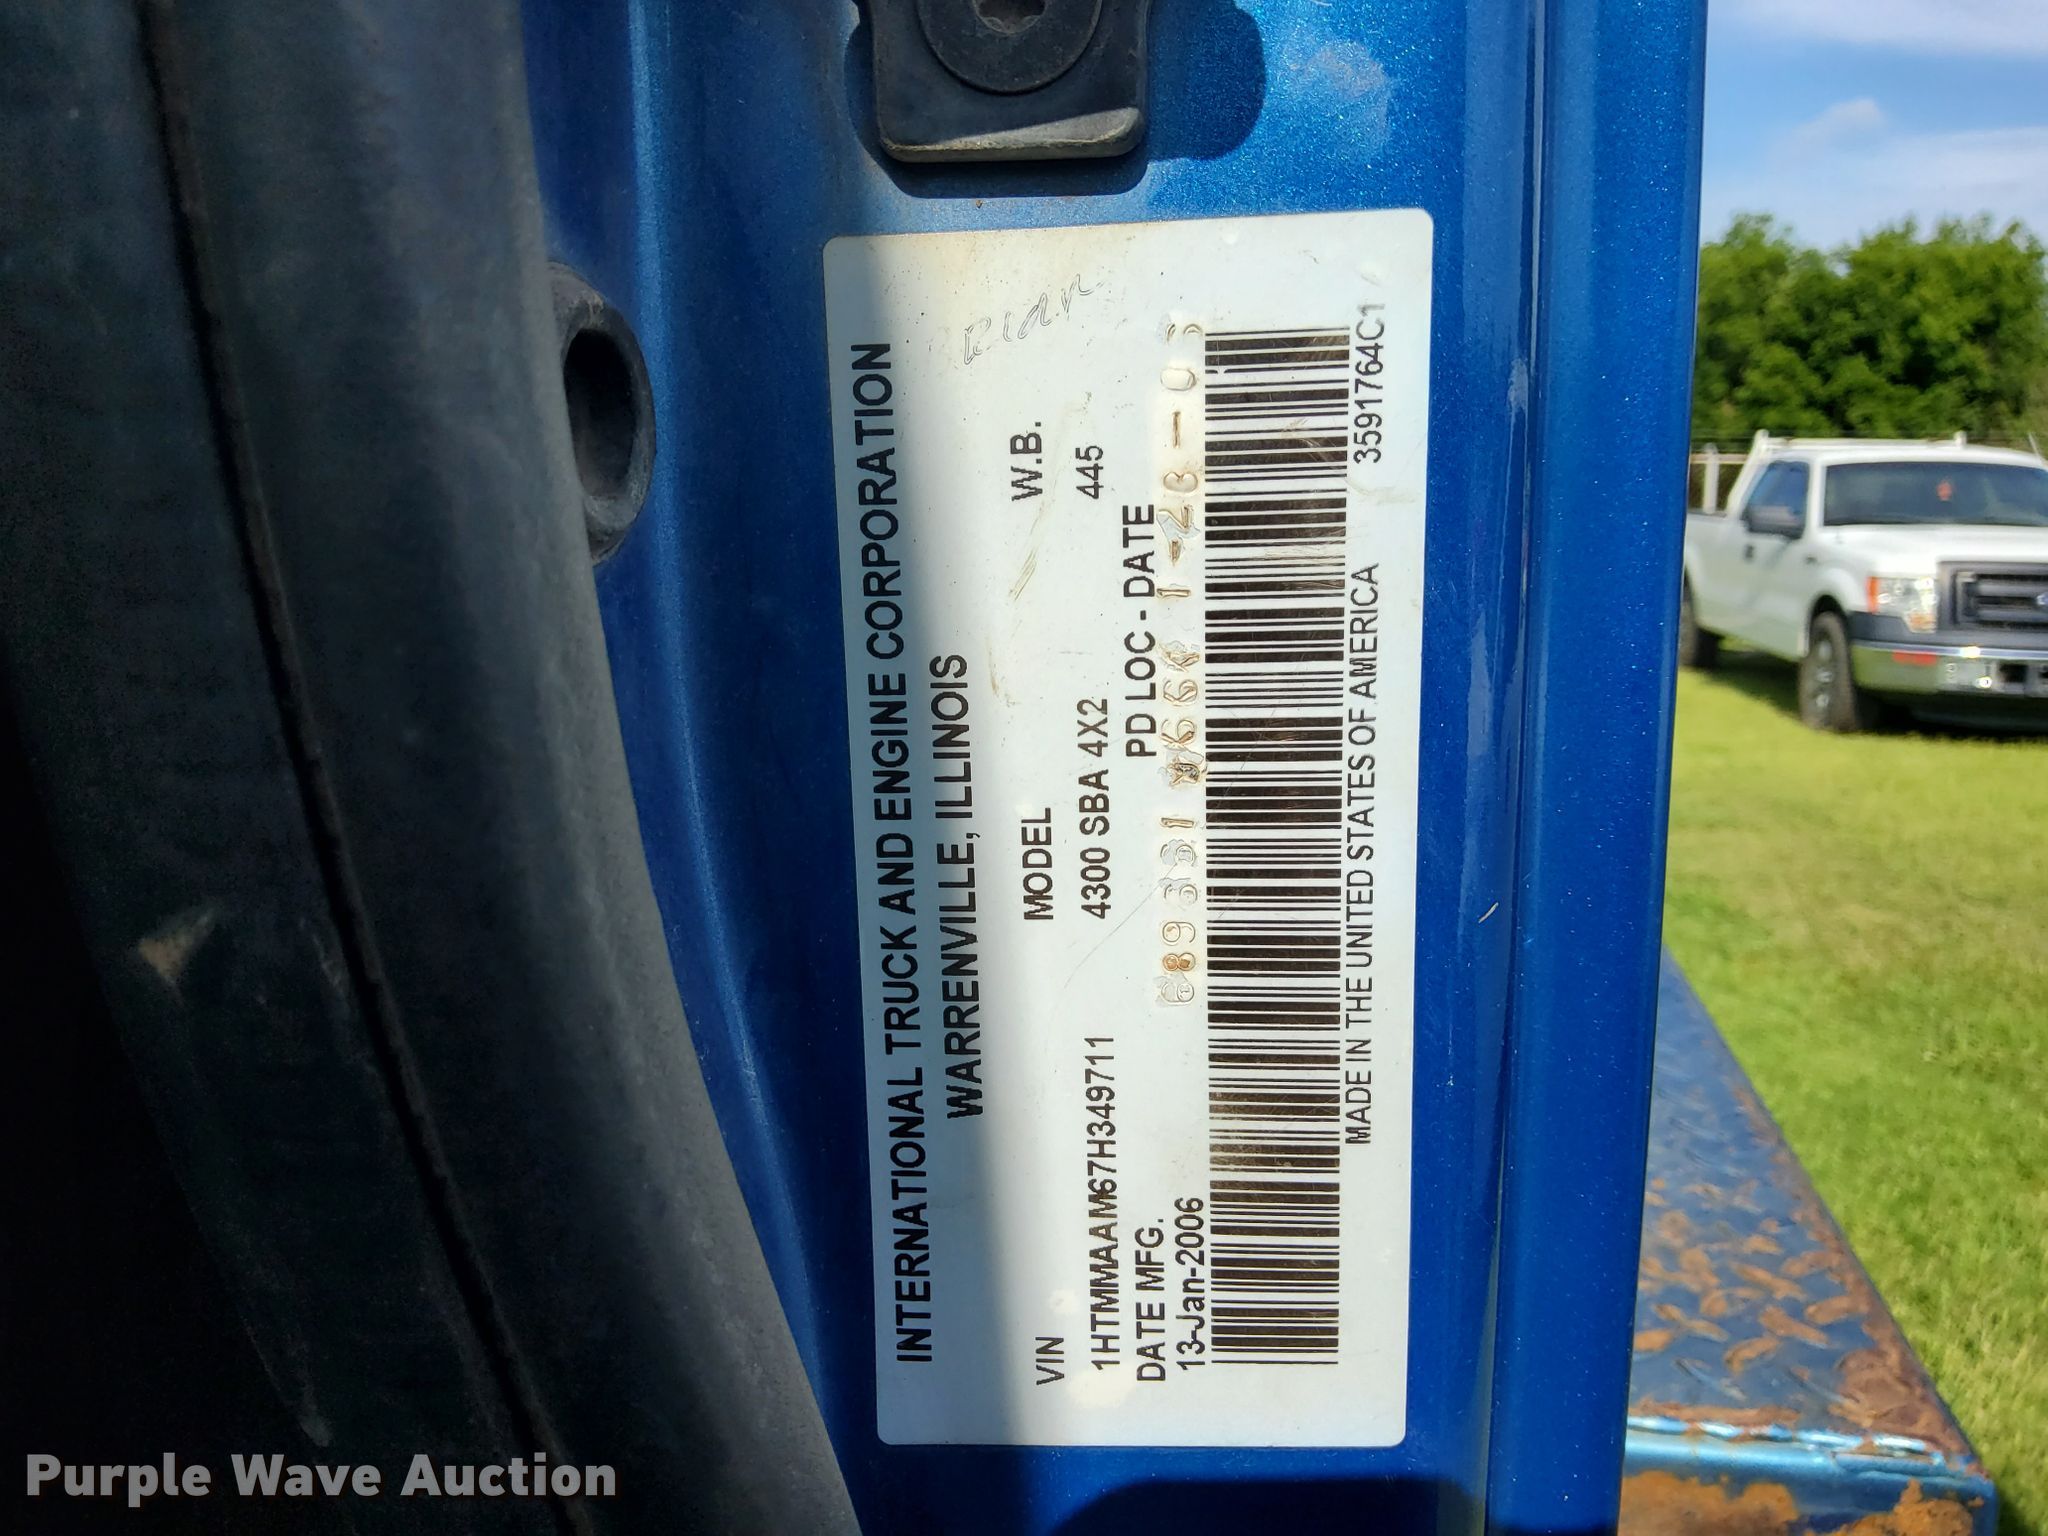 INTERNATIONAL TRUCK AND ENGINE CORPORATION
WARRENVILLE, ILLINOIS
VIN MODEL W.B.
1HTMMAAM67H349711 4300 SBA 4X2 445
DATE MFG. PD LOC - DATE
13-Jan-2006
MADE IN THE UNITED STATES OF AMERICA 3591764C1
Purple Wave Auction